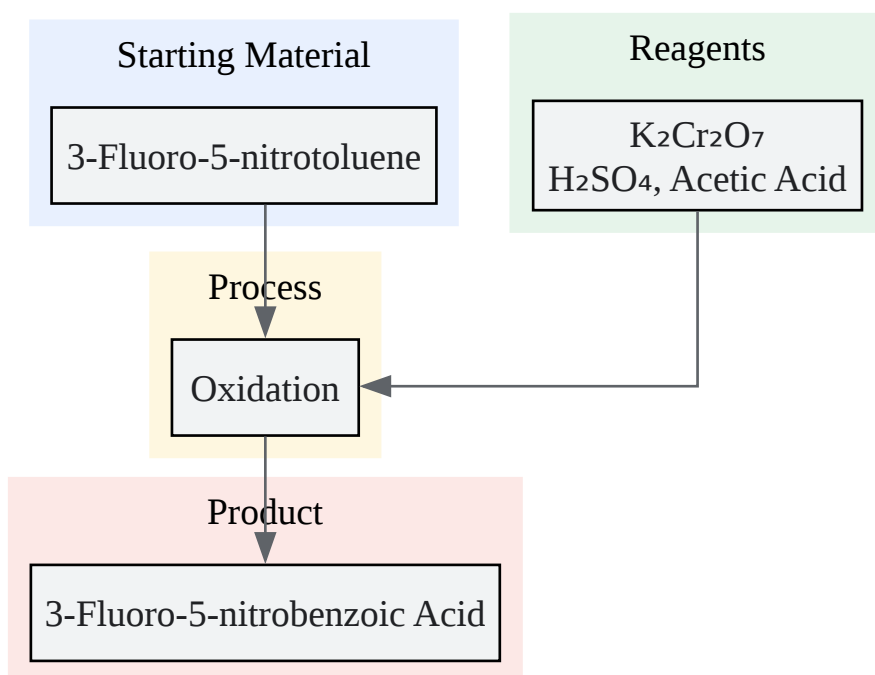 Starting Material
3-Fluoro-5-nitrotoluene
Reagents
K₂Cr₂O₇
H₂SO₄, Acetic Acid
Process
Oxidation
Product
3-Fluoro-5-nitrobenzoic Acid